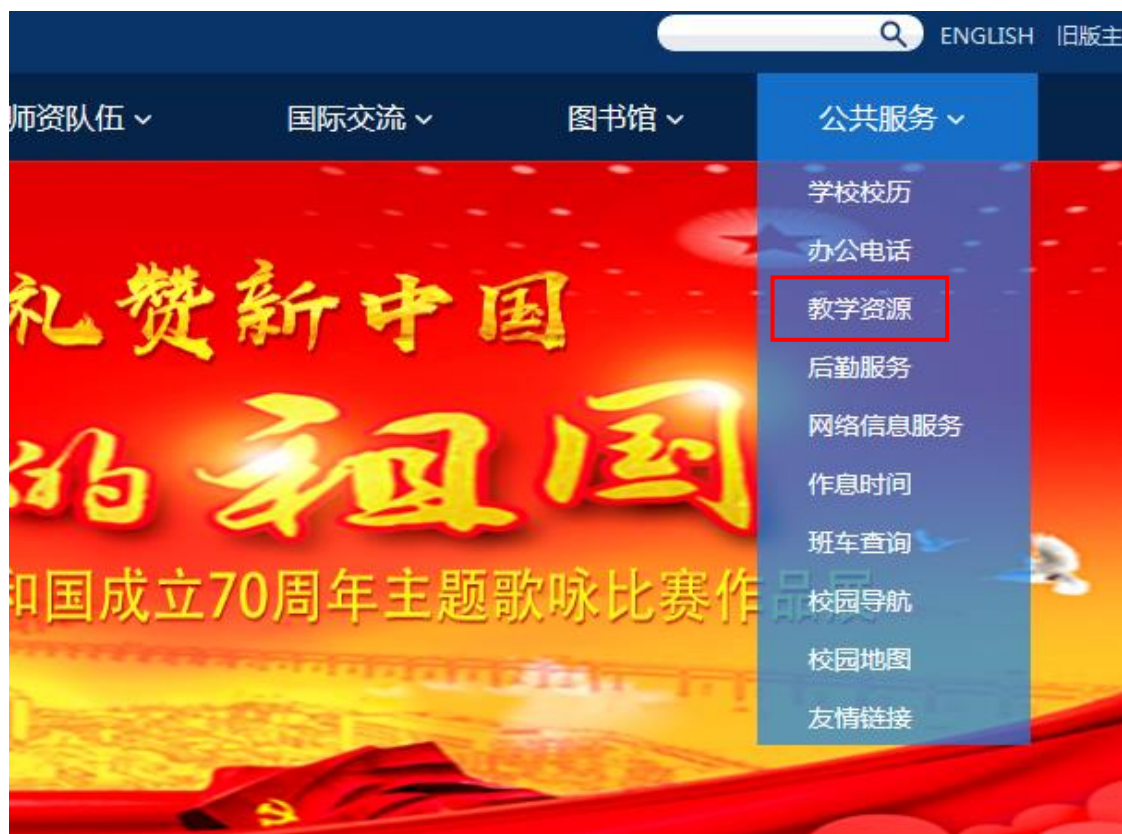 ENGLISH 旧版主
师资队伍 国际交流 图书馆 公共服务
学校校历
办公电话
教学资源
后勤服务
网络信息服务
作息时间
班车查询
校园导航
校园地图
友情链接
礼赞新中国
的祖国
和国成立70周年主题歌咏比赛作品展